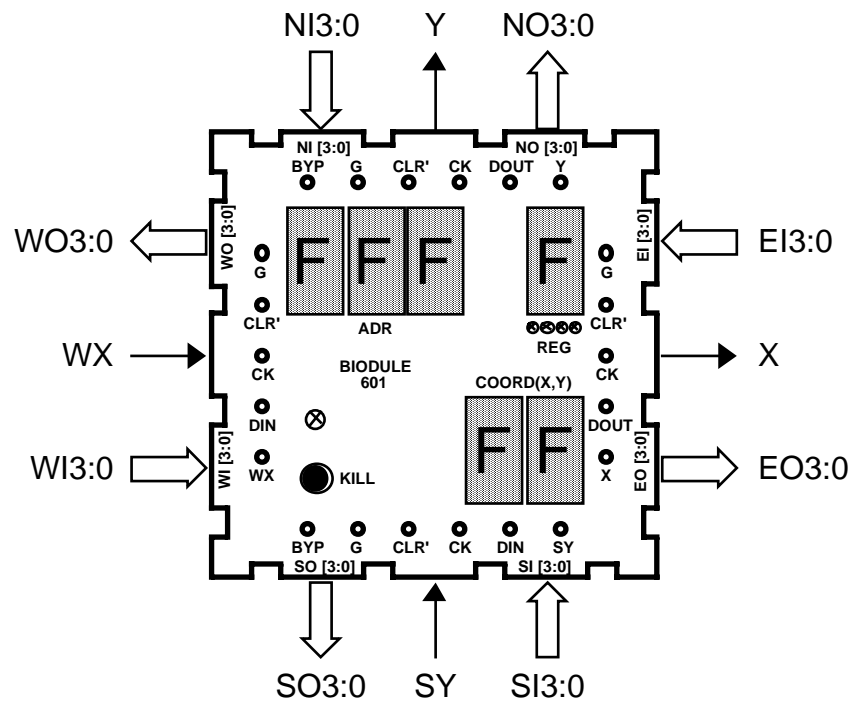 NI3:0 Y NO3:0
NI [3:0] NO [3:0]
BYP G CLR' CK DOUT Y
WO3:0 WO [3:0] F F F F EI [3:0] EI3:0
G G
CLR' ADR CLR'
REG
WX BIODULE X
601
CK COORD(X,Y) CK
DIN F F DOUT
WI3:0 WI [3:0] WX KILL X EO [3:0] EO3:0
BYP G CLR' CK DIN SY
SO [3:0] SI [3:0]
SO3:0 SY SI3:0